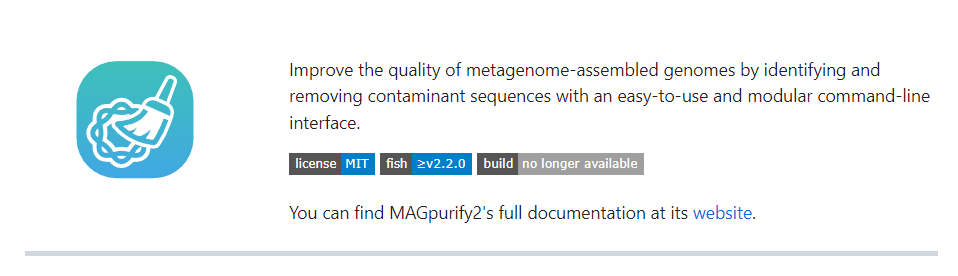 Improve the quality of metagenome-assembled genomes by identifying and
removing contaminant sequences with an easy-to-use and modular command-line
interface.
license MIT fish ≥v2.2.0 build no longer available
You can find MAGpurify2's full documentation at its website.